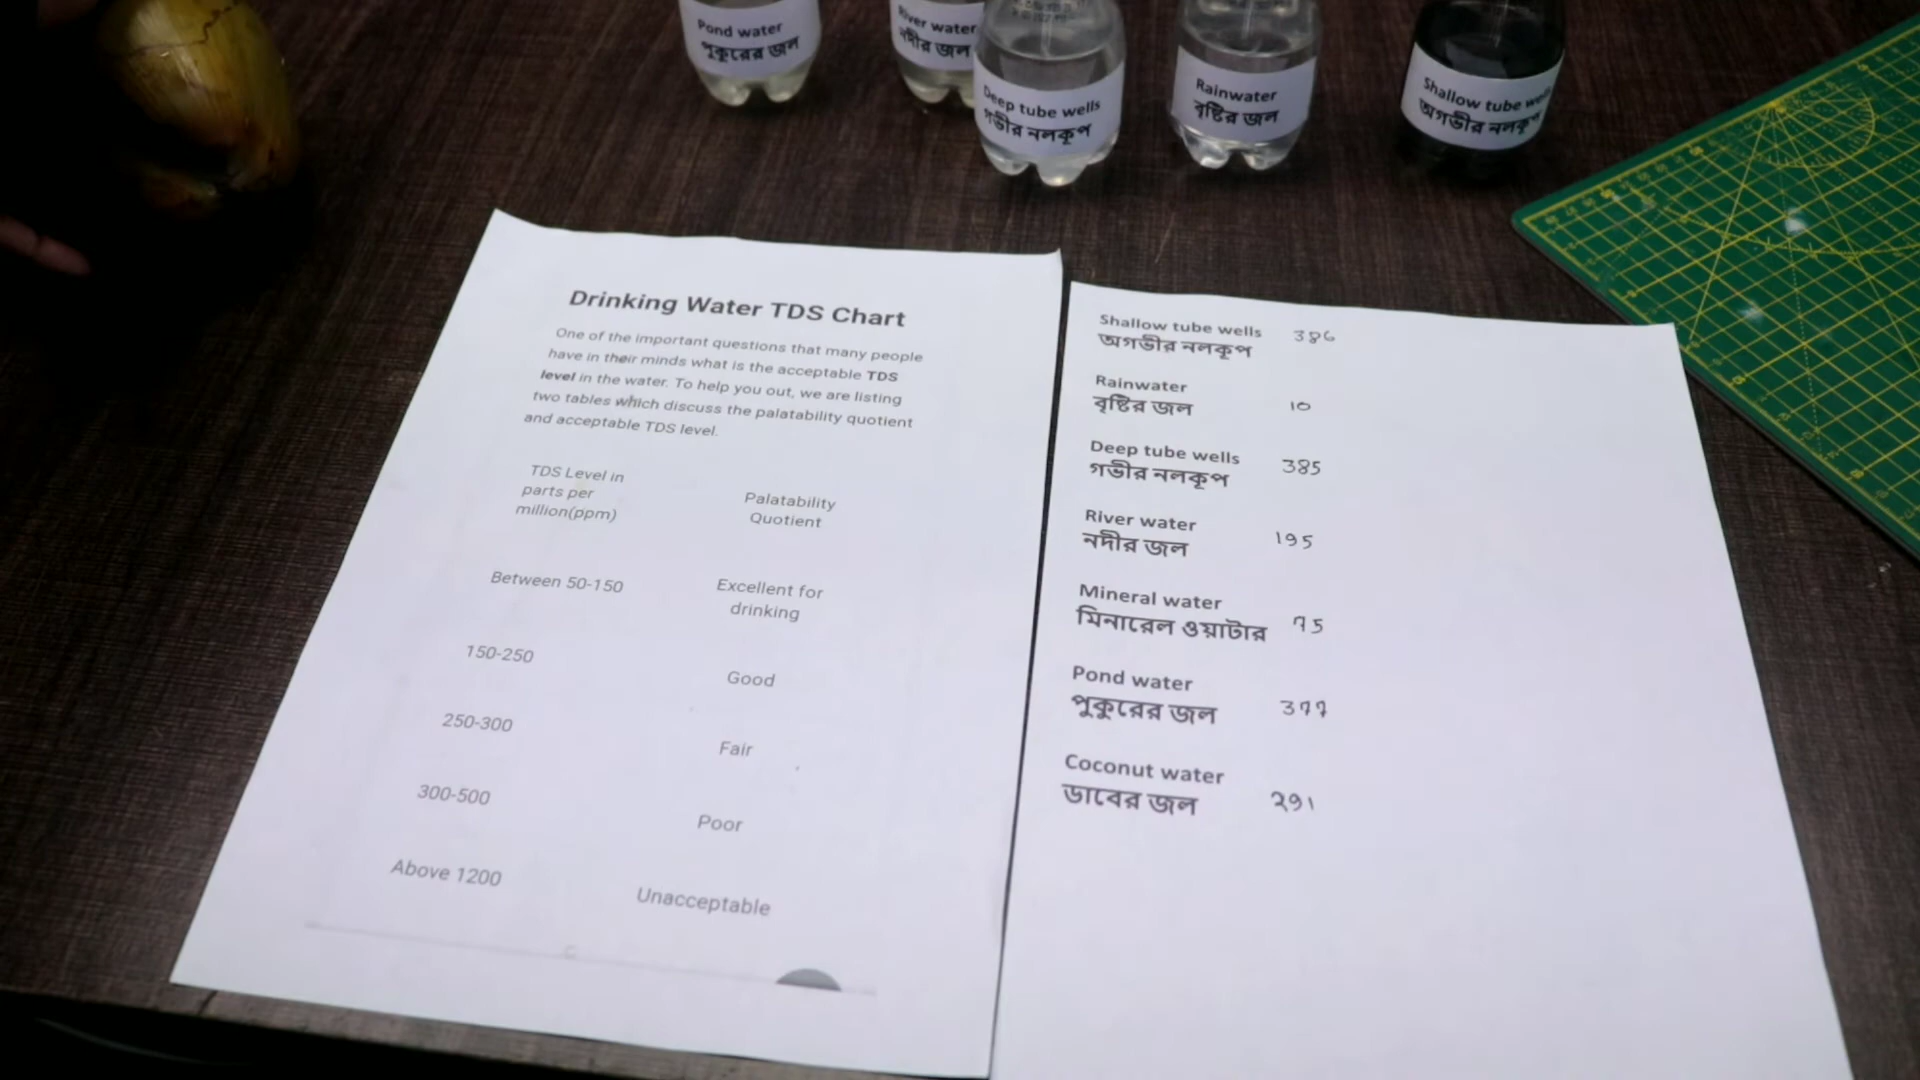 Pond water
পুকুরের জল
River water
নদীর জল
Deep tube wells
গভীর নলকূপ
Rainwater
বৃষ্টির জল
Shallow tube wells
অগভীর নলকূপ
Drinking Water TDS Chart
One of the important questions that many people
have in their minds what is the acceptable TDS
level in the water. To help you out, we are listing
two tables which discuss the palatability quotient
and acceptable TDS level.
TDS Level in
parts per
million(ppm)
Palatability
Quotient
Between 50-150
Excellent for
drinking
150-250
Good
250-300
Fair
300-500
Poor
Above 1200
Unacceptable
Shallow tube wells 386
অগভীর নলকূপ
Rainwater
বৃষ্টির জল 10
Deep tube wells 385
গভীর নলকূপ
River water 195
নদীর জল
Mineral water 75
মিনারেল ওয়াটার
Pond water 377
পুকুরের জল
Coconut water
ডাবের জল 291